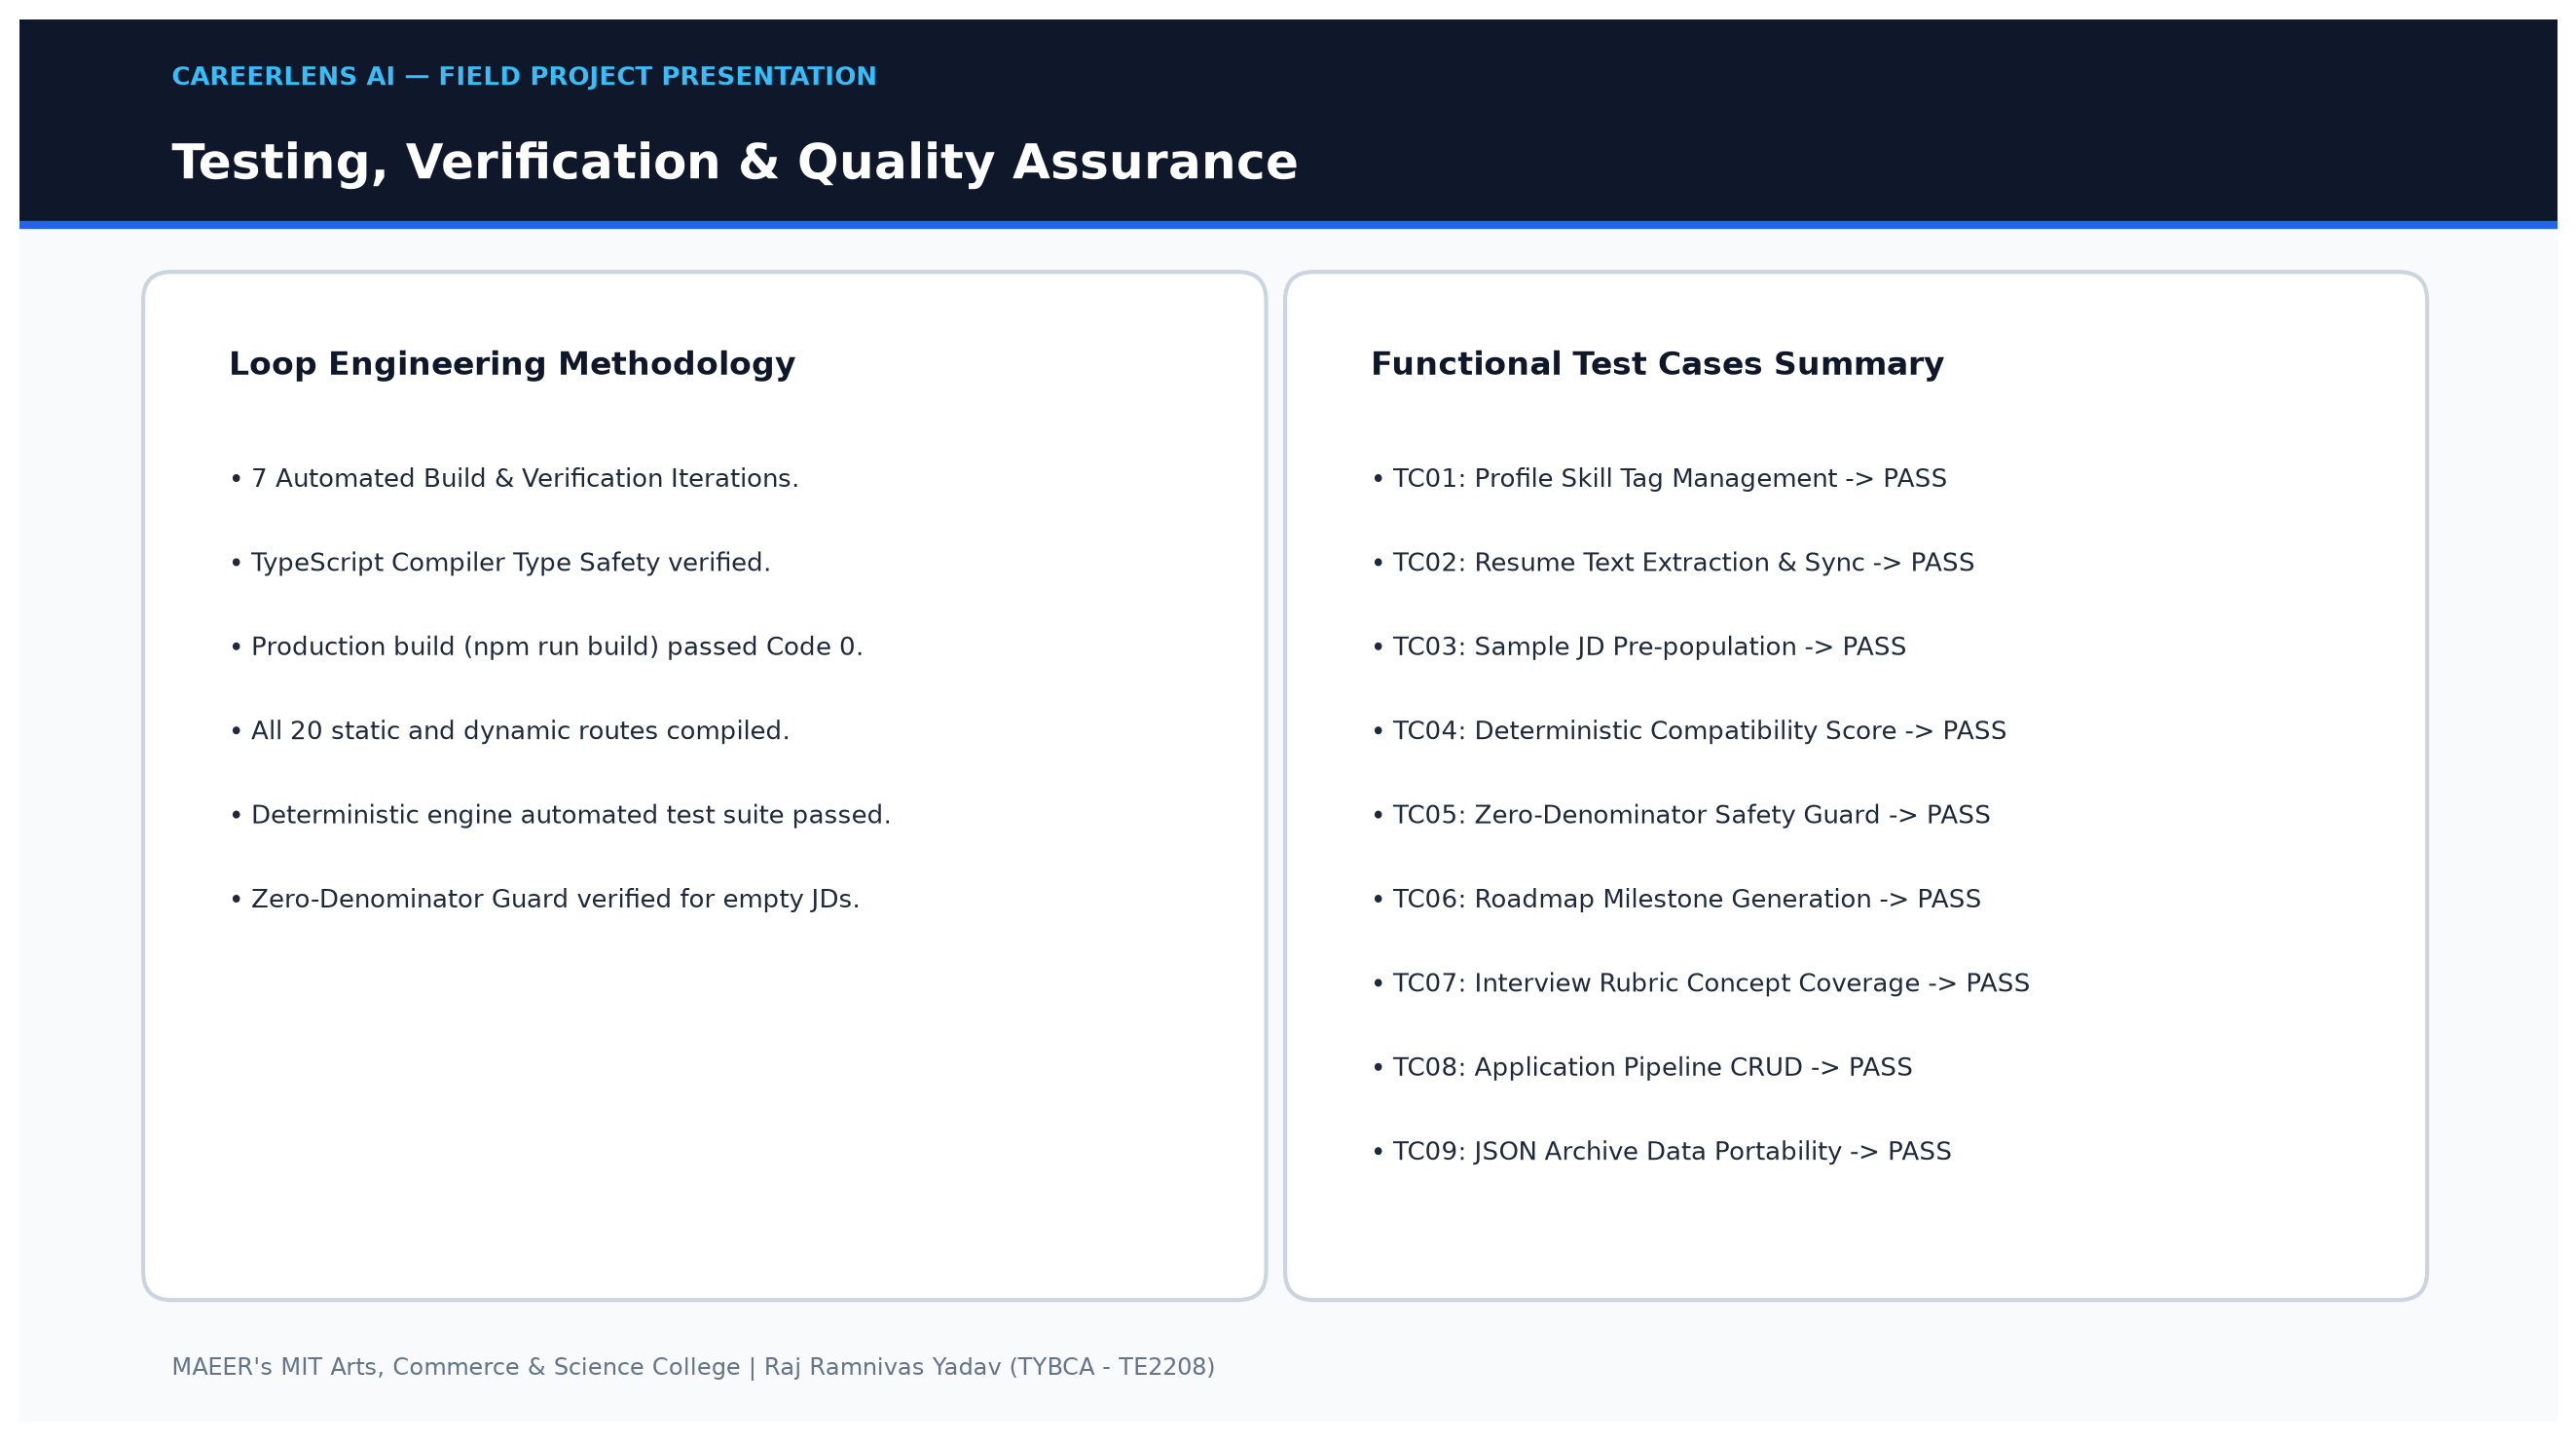 CAREERLENS AI — FIELD PROJECT PRESENTATION
Testing, Verification & Quality Assurance
Loop Engineering Methodology
• 7 Automated Build & Verification Iterations.
• TypeScript Compiler Type Safety verified.
• Production build (npm run build) passed Code 0.
• All 20 static and dynamic routes compiled.
• Deterministic engine automated test suite passed.
• Zero-Denominator Guard verified for empty JDs.
Functional Test Cases Summary
• TC01: Profile Skill Tag Management -> PASS
• TC02: Resume Text Extraction & Sync -> PASS
• TC03: Sample JD Pre-population -> PASS
• TC04: Deterministic Compatibility Score -> PASS
• TC05: Zero-Denominator Safety Guard -> PASS
• TC06: Roadmap Milestone Generation -> PASS
• TC07: Interview Rubric Concept Coverage -> PASS
• TC08: Application Pipeline CRUD -> PASS
• TC09: JSON Archive Data Portability -> PASS
MAEER's MIT Arts, Commerce & Science College | Raj Ramnivas Yadav (TYBCA - TE2208)